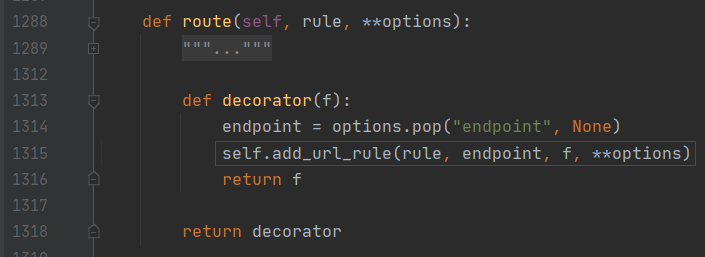 1288 def route(self, rule, **options):
1289 """..."""
1312
1313 def decorator(f):
1314 endpoint = options.pop("endpoint", None)
1315 self.add_url_rule(rule, endpoint, f, **options)
1316 return f
1317
1318 return decorator